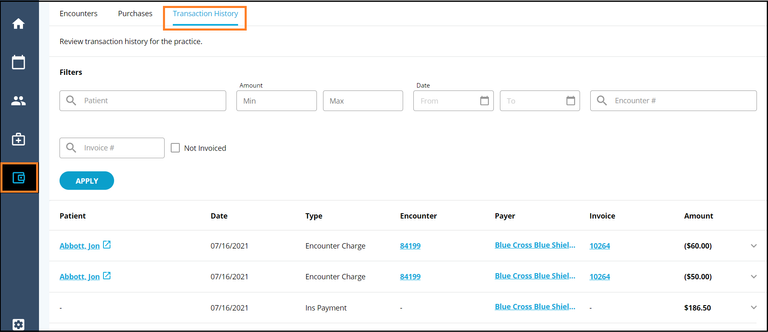 Encounters Purchases Transaction History
Review transaction history for the practice.
Filters
Amount Date
Patient Min Max From To Encounter #
Invoice # Not Invoiced
APPLY
Patient Date Type Encounter Payer Invoice Amount
Abbott, Jon 07/16/2021 Encounter Charge 84199 Blue Cross Blue Shiel... 10264 ($60.00)
Abbott, Jon 07/16/2021 Encounter Charge 84199 Blue Cross Blue Shiel... 10264 ($50.00)
- 07/16/2021 Ins Payment - Blue Cross Blue Shiel... - $186.50